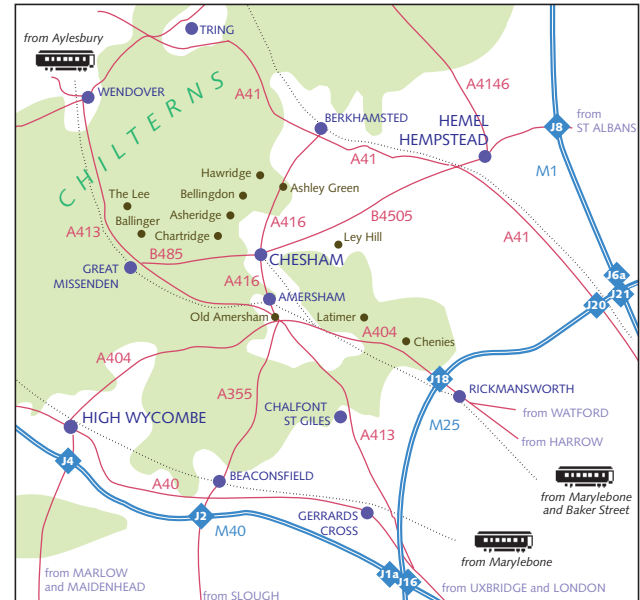 from Aylesbury
TRING
WENDOVER
CHILTERNS
A41
A4146
BERKHAMSTED
HEMEL
HEMPSTEAD
J8
from
ST ALBANS
A41
M1
Hawridge
Ashley Green
Bellingdon
The Lee
Asheridge
Ballinger
Chartridge
A416
B4505
Ley Hill
A413
B485
CHESHAM
A41
GREAT
MISSENDEN
A416
J6a
J21
J20
AMERSHAM
Old Amersham
Latimer
A404
Chenies
A404
J18
RICKMANSWORTH
A355
CHALFONT
ST GILES
from WATFORD
HIGH WYCOMBE
A413
M25
from HARROW
J4
BEACONSFIELD
A40
from Marylebone
and Baker Street
J2
M40
GERRARDS
CROSS
from Marylebone
from MARLOW
and MAIDENHEAD
J1a
J16
from SLOUGH
from UXBRIDGE and LONDON